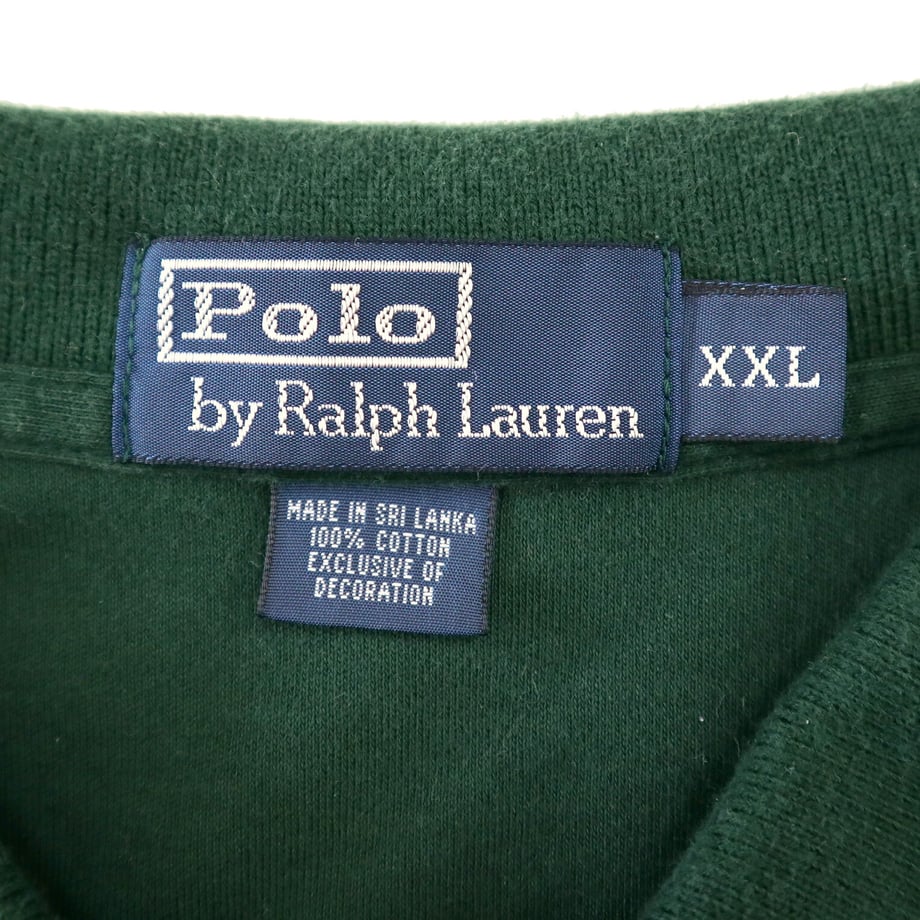 Polo
by Ralph Lauren
XXL
MADE IN SRI LANKA
100% COTTON
EXCLUSIVE OF
DECORATION